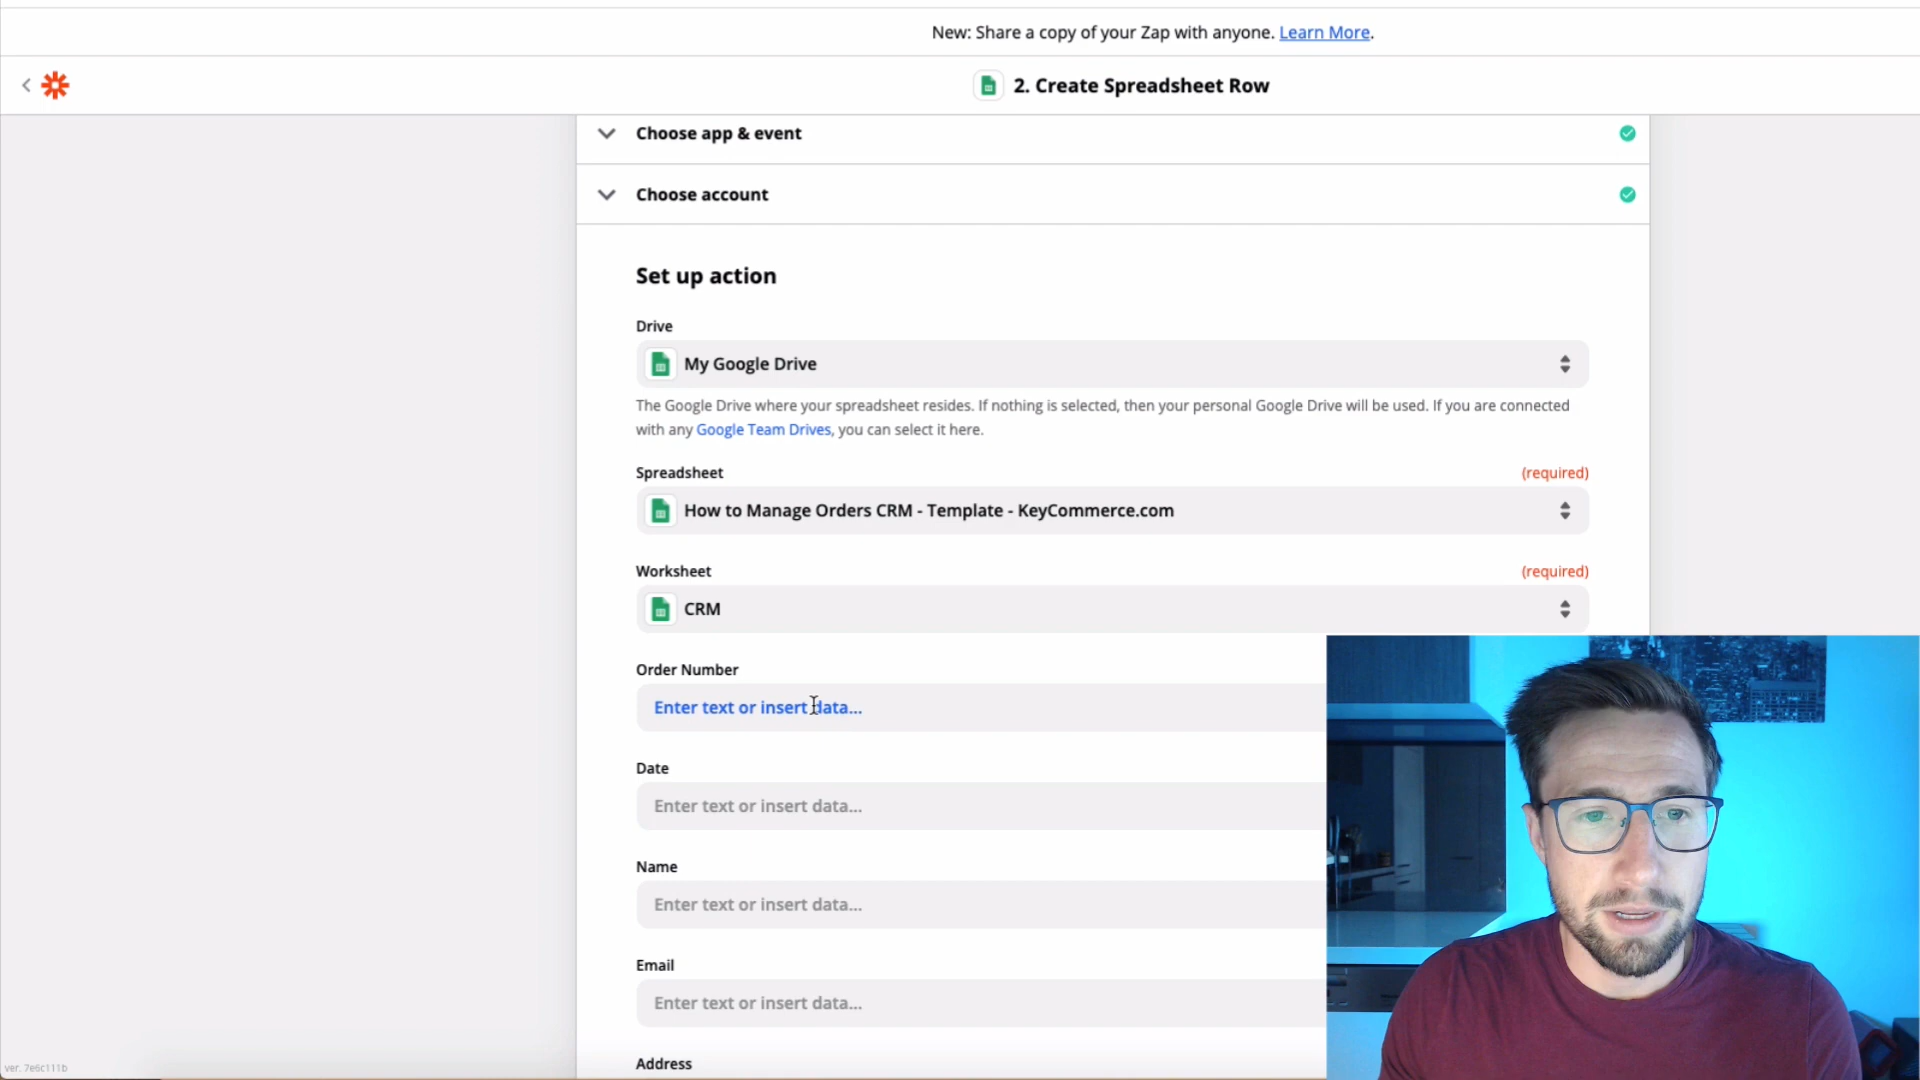 New: Share a copy of your Zap with anyone. Learn More.
2. Create Spreadsheet Row
Choose app & event
Choose account
Set up action
Drive
My Google Drive
The Google Drive where your spreadsheet resides. If nothing is selected, then your personal Google Drive will be used. If you are connected
with any Google Team Drives, you can select it here.
Spreadsheet (required)
How to Manage Orders CRM - Template - KeyCommerce.com
Worksheet (required)
CRM
Order Number
Enter text or insert data...
Date
Enter text or insert data...
Name
Enter text or insert data...
Email
Enter text or insert data...
Address
ver. 7e6c111b